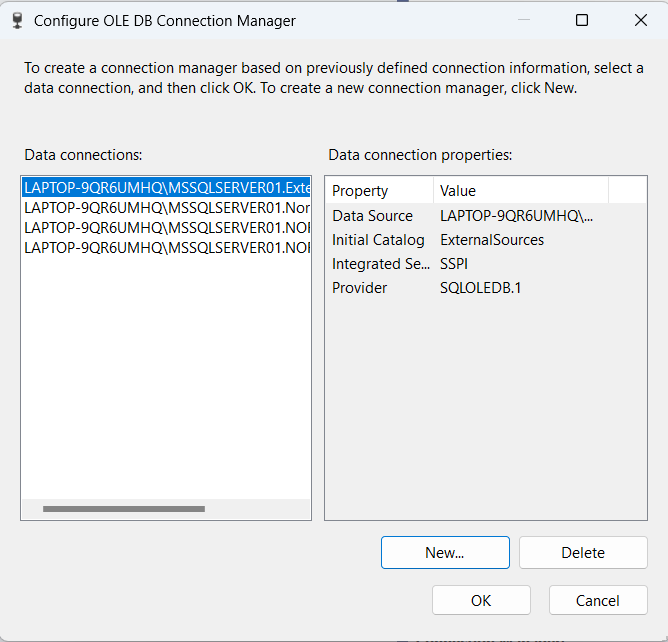 Configure OLE DB Connection Manager
To create a connection manager based on previously defined connection information, select a
data connection, and then click OK. To create a new connection manager, click New.
Data connections:
Data connection properties:
LAPTOP-9QR6UMHQ\MSSQLSERVER01.Exte
LAPTOP-9QR6UMHQ\MSSQLSERVER01.Nor
LAPTOP-9QR6UMHQ\MSSQLSERVER01.NOR
LAPTOP-9QR6UMHQ\MSSQLSERVER01.NOR
Property Value
Data Source LAPTOP-9QR6UMHQ\...
Initial Catalog ExternalSources
Integrated Se... SSPI
Provider SQLOLEDB.1
New... Delete
OK Cancel